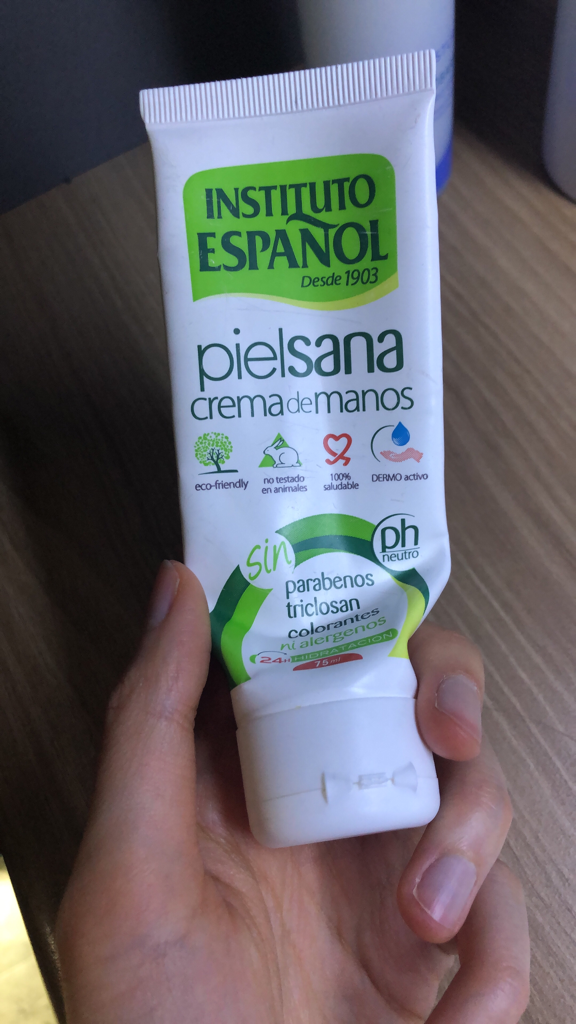 INSTITUTO
ESPAÑOL
Desde 1903
pielsana
crema de manos
eco-friendly
no testado
en animales
100%
saludable
DERMO activo
sin
ph
neutro
parabenos
triclosan
colorantes
ni alergenos
24H HIDRATACION
75 ml